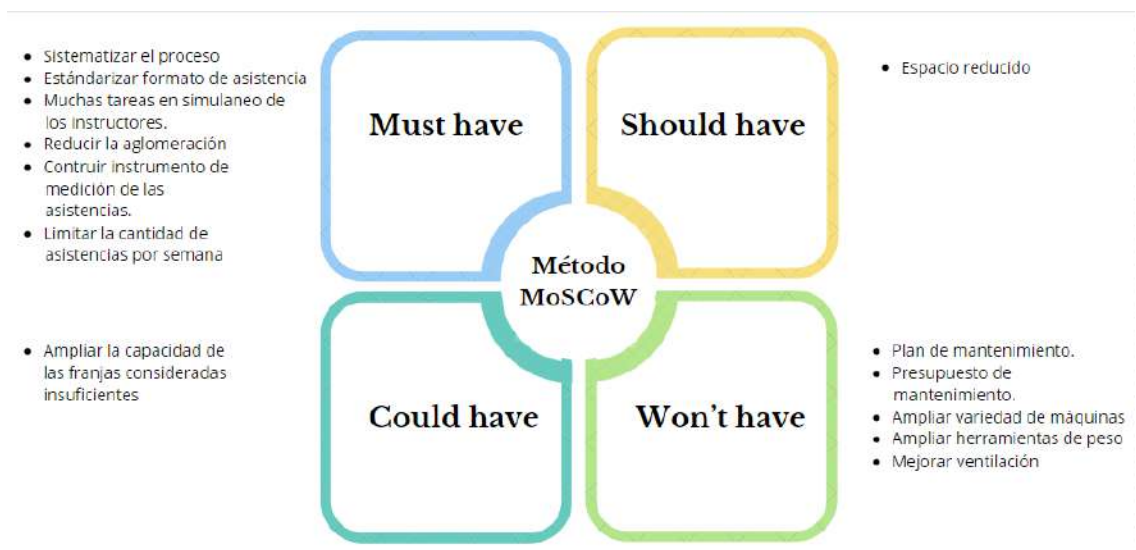 • Sistematizar el proceso
• Estándarizar formato de asistencia
• Muchas tareas en simulaneo de
los instructores.
• Reducir la aglomeración
• Contruir instrumento de
medición de las
asistencias.
• Limitar la cantidad de
asistencias por semana
Must have
Should have
• Espacio reducido
Método
MoSCoW
• Ampliar la capacidad de
las franjas consideradas
insuficientes
Could have
Won't have
• Plan de mantenimiento.
• Presupuesto de
mantenimiento.
• Ampliar variedad de máquinas
• Ampliar herramientas de peso
• Mejorar ventilación